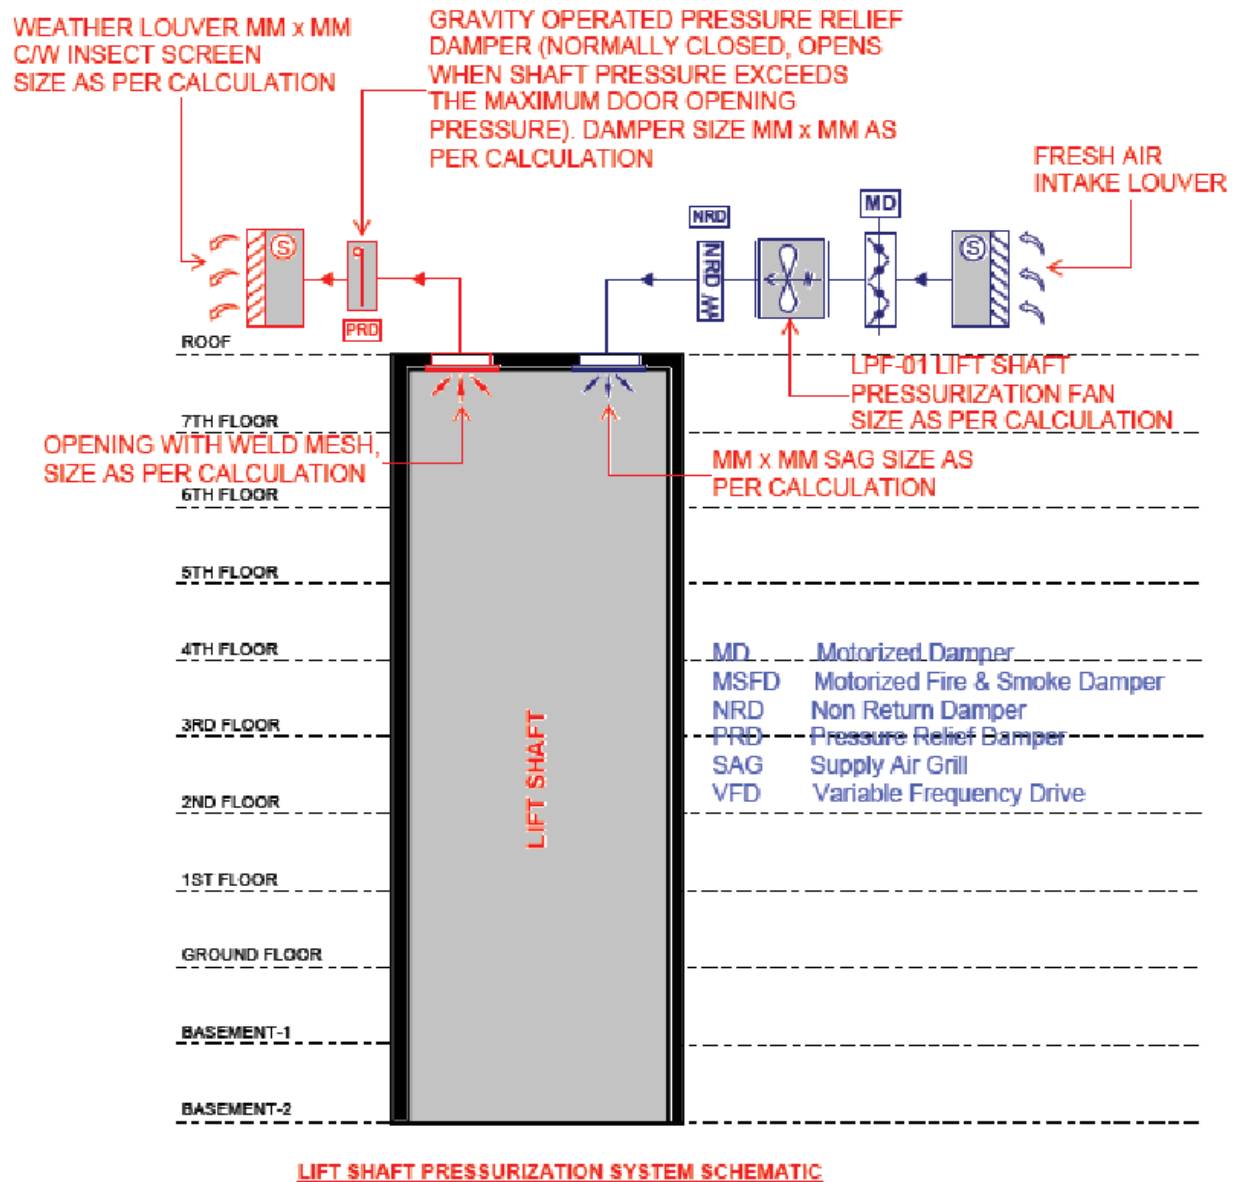 WEATHER LOUVER MM x MM
C/W INSECT SCREEN
SIZE AS PER CALCULATION
GRAVITY OPERATED PRESSURE RELIEF
DAMPER (NORMALLY CLOSED, OPENS
WHEN SHAFT PRESSURE EXCEEDS
THE MAXIMUM DOOR OPENING
PRESSURE). DAMPER SIZE MM x MM AS
PER CALCULATION
FRESH AIR
INTAKE LOUVER
NRD
MD
S
NRD
S
PRD
ROOF
LPF-01 LIFT SHAFT
PRESSURIZATION FAN
SIZE AS PER CALCULATION
7TH FLOOR
OPENING WITH WELD MESH,
SIZE AS PER CALCULATION
MM x MM SAG SIZE AS
PER CALCULATION
6TH FLOOR
5TH FLOOR
4TH FLOOR
MD Motorized Damper
MSFD Motorized Fire & Smoke Damper
NRD Non Return Damper
PRD Pressure Relief Damper
SAG Supply Air Grill
VFD Variable Frequency Drive
3RD FLOOR
LIFT SHAFT
2ND FLOOR
1ST FLOOR
GROUND FLOOR
BASEMENT-1
BASEMENT-2
LIFT SHAFT PRESSURIZATION SYSTEM SCHEMATIC